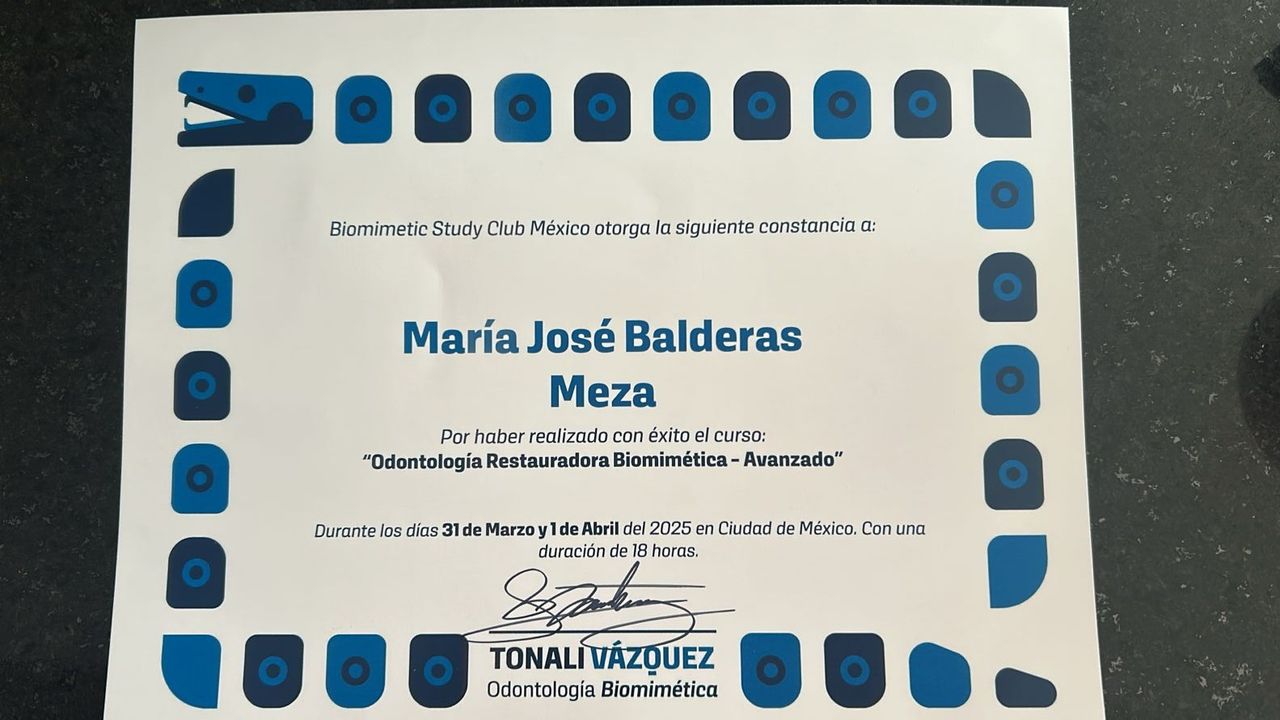 Biomimetic Study Club México otorga la siguiente constancia a:
María José Balderas
Meza
Por haber realizado con éxito el curso:
“Odontología Restauradora Biomimética – Avanzado”
Durante los días 31 de Marzo y 1 de Abril del 2025 en Ciudad de México. Con una
duración de 18 horas.
TONALI VÁZQUEZ
Odontología Biomimética